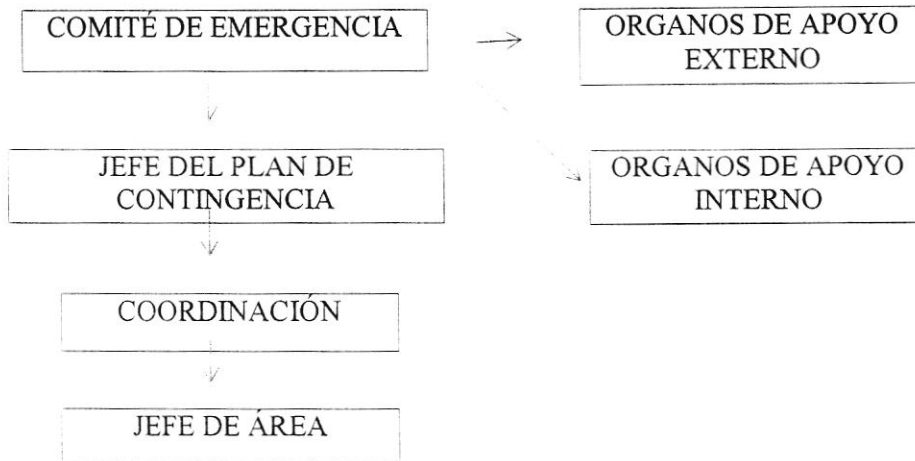 COMITÉ DE EMERGENCIA
ORGANOS DE APOYO
EXTERNO
JEFE DEL PLAN DE
CONTINGENCIA
ORGANOS DE APOYO
INTERNO
COORDINACIÓN
JEFE DE ÁREA